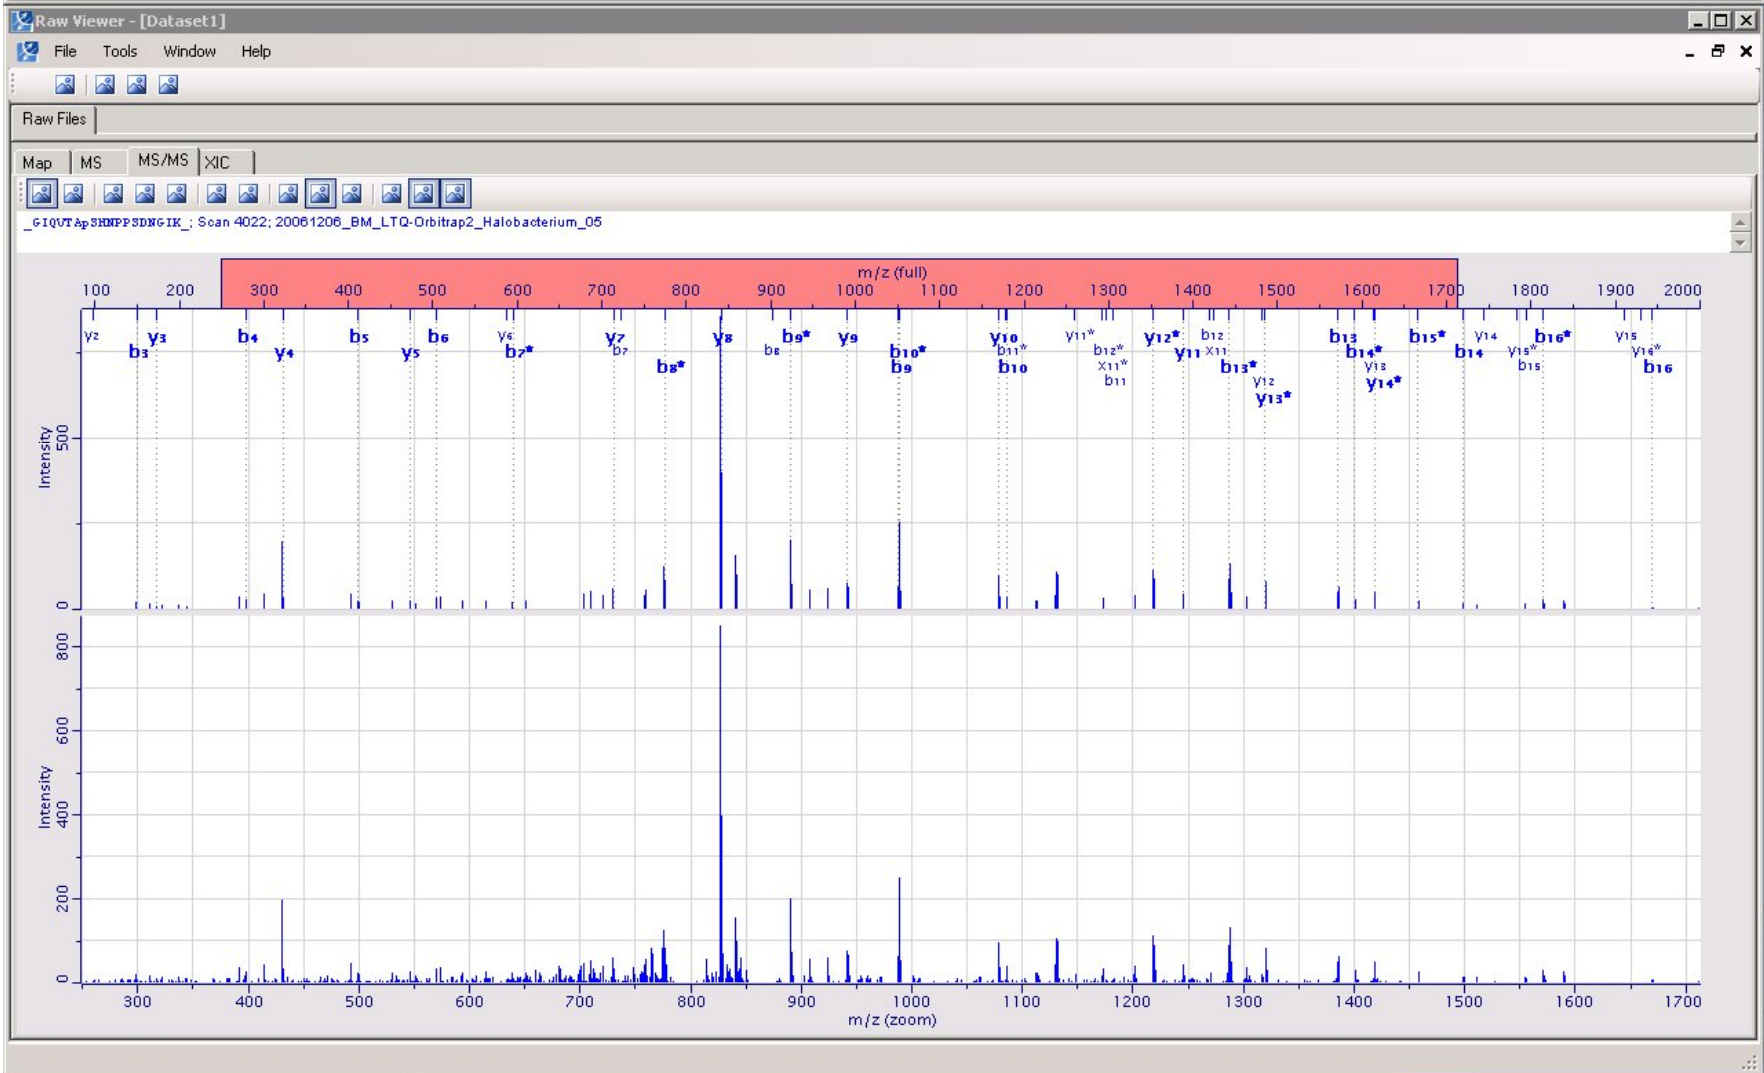 Raw Viewer - [Dataset1]
File Tools Window Help
Raw Files
Map MS MS/MS XIC
_GIQVTApSHNPPSDNGIK_; Scan 4022; 20061206_BM_LTQ-Orbitrap2_Halobacterium_05
m/z (full)
100 200 300 400 500 600 700 800 900 1000 1100 1200 1300 1400 1500 1600 1700 1800 1900 2000
y2 y3 b4 b5 b6 y6 y7 y8 b9* y9 y10 y11* y12* b12 b13 b15* y14 b16* y15
b3 y4 y5 b7* b7 b8 b10* b11* b12* y11 x11 b14* b14 y15* y16*
b8* b9 b10 x11* b13* y13 b15 b16
b11 y12 y14*
y13*
Intensity
500
0
Intensity
800
600
400
200
0
300 400 500 600 700 800 900 1000 1100 1200 1300 1400 1500 1600 1700
m/z (zoom)